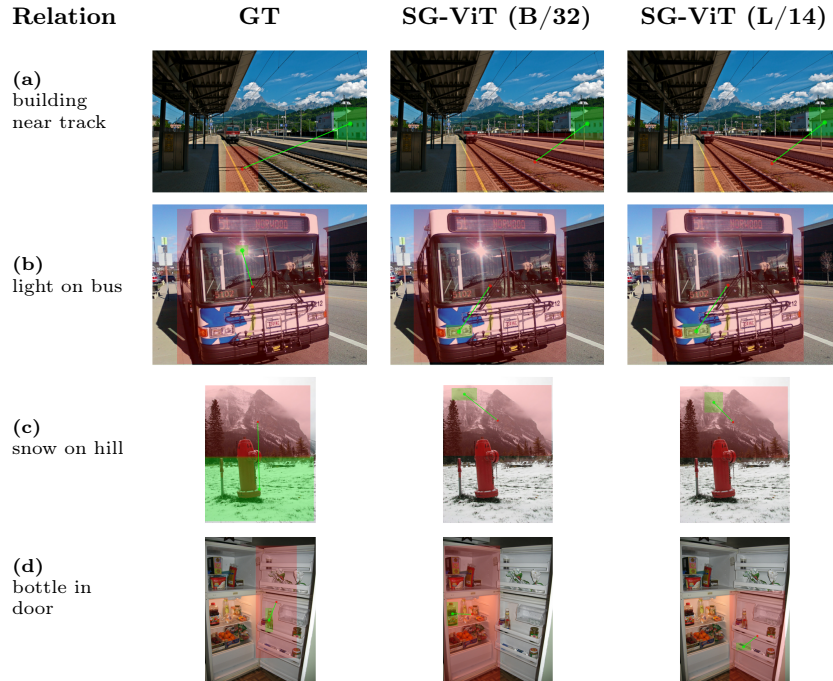 Relation GT SG-ViT (B/32) SG-ViT (L/14)
(a)
building
near track
(b)
light on bus
(c)
snow on hill
(d)
bottle in
door